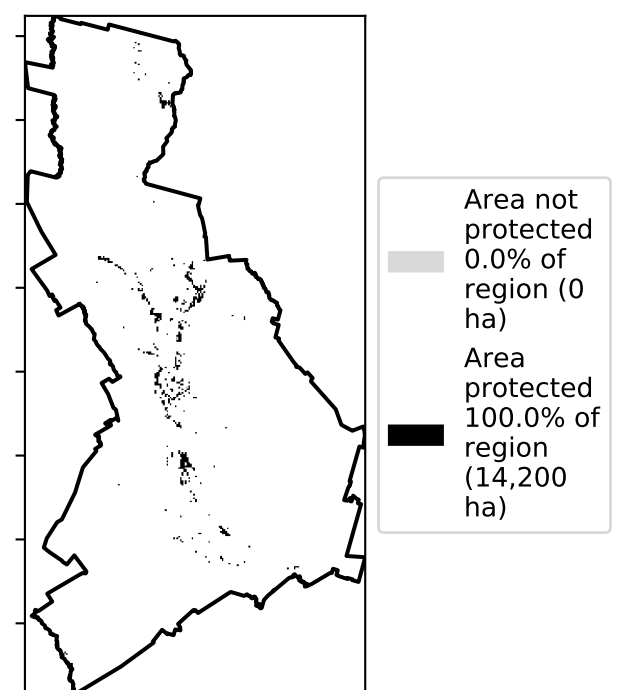 Area not
protected
0.0% of
region (0
ha)
Area
protected
100.0% of
region
(14,200
ha)